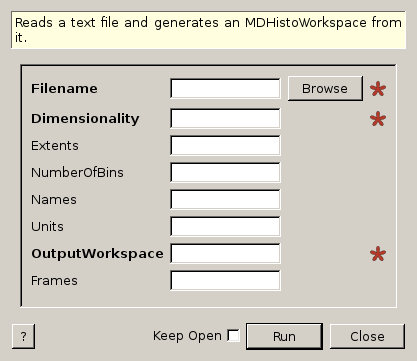 Reads a text file and generates an MDHistoWorkspace from
it.
Filename Browse
Dimensionality
Extents
NumberOfBins
Names
Units
OutputWorkspace
Frames
? Keep Open Run Close